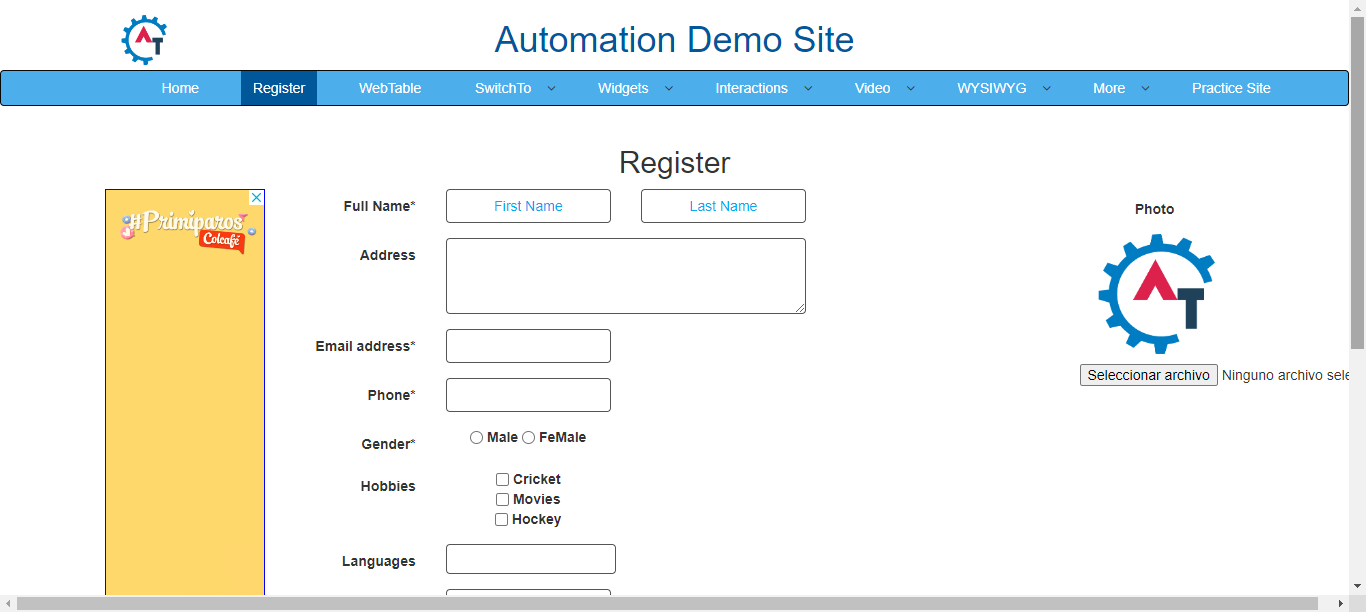 AT
Automation Demo Site
Home Register WebTable SwitchTo Widgets Interactions Video WYSIWYG More Practice Site
Register
#Primiparos
Colcafé
Full Name* First Name Last Name
Photo
Address
AT
Email address*
Seleccionar archivo Ninguno archivo sele
Phone*
Gender* Male FeMale
Hobbies
Cricket
Movies
Hockey
Languages